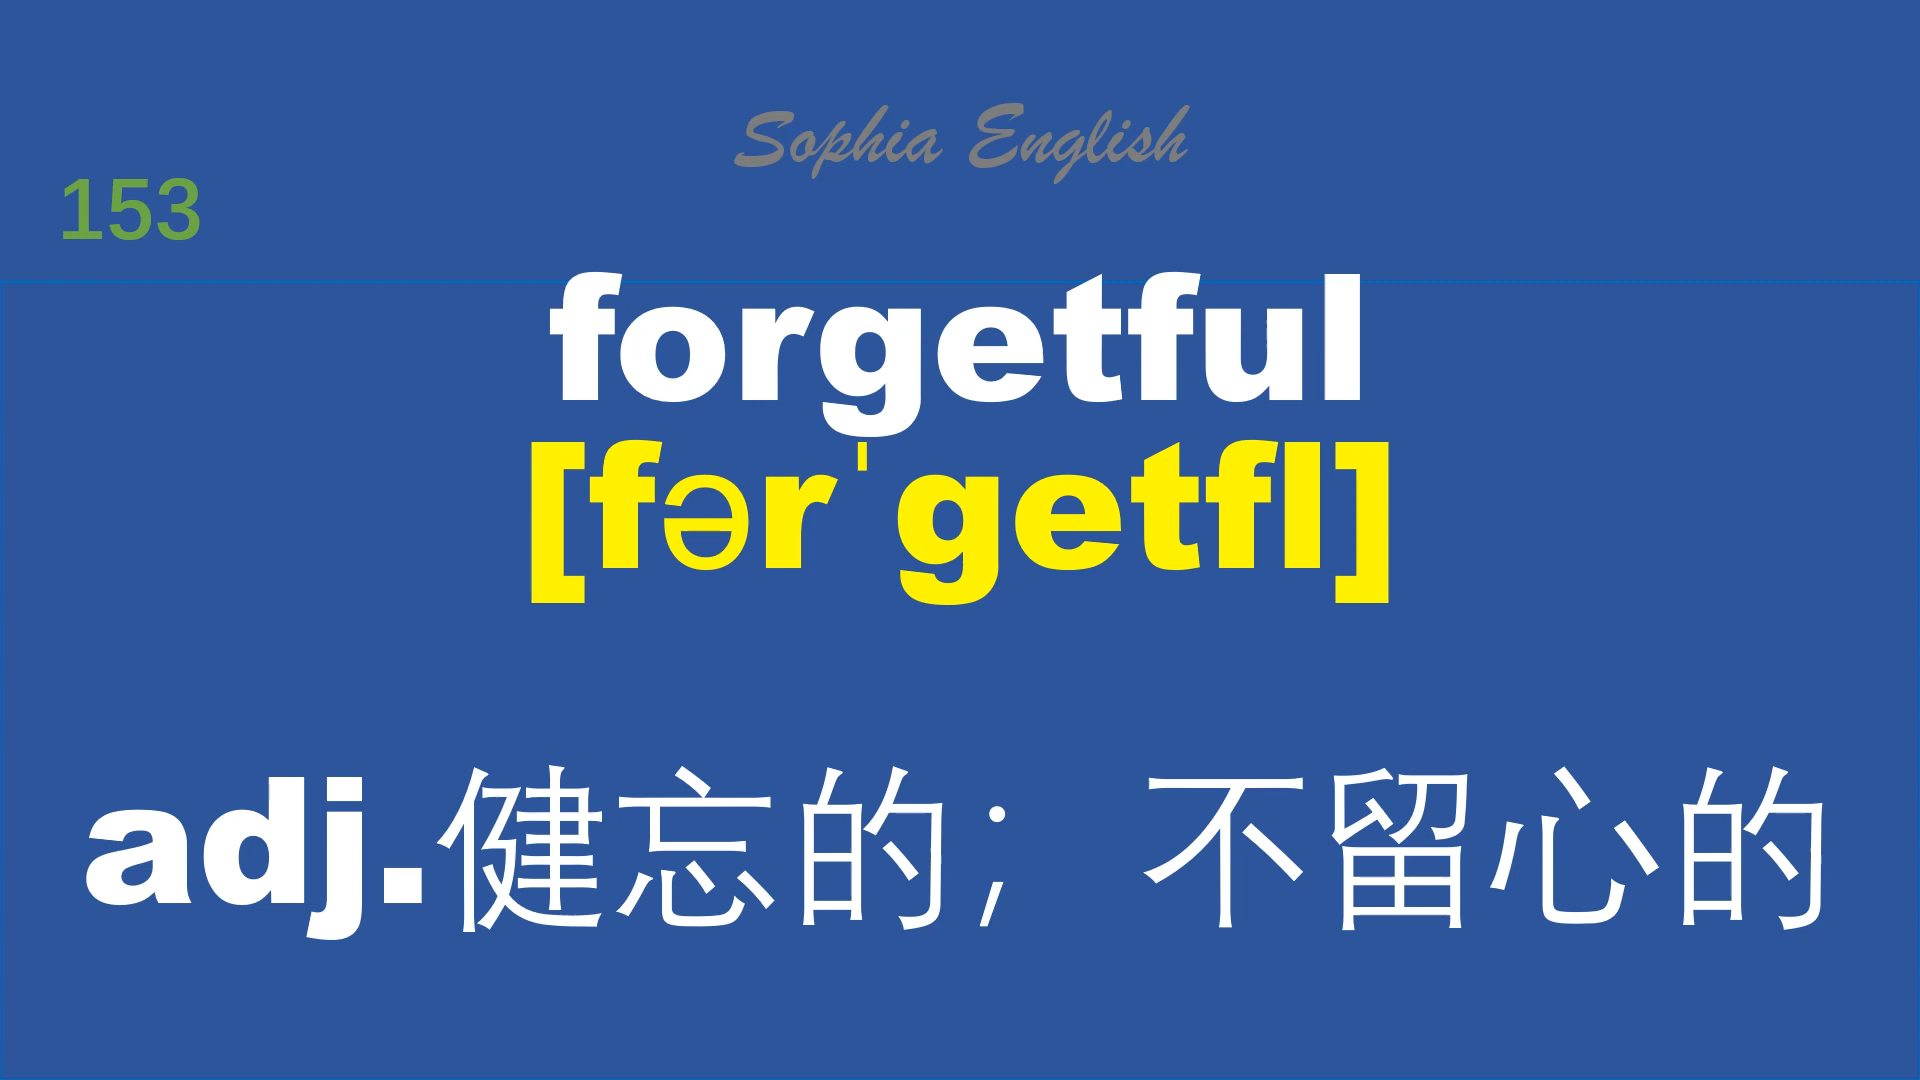 Sophia English
153
forgetful
[fərˈgetfl]
adj.健忘的；不留心的